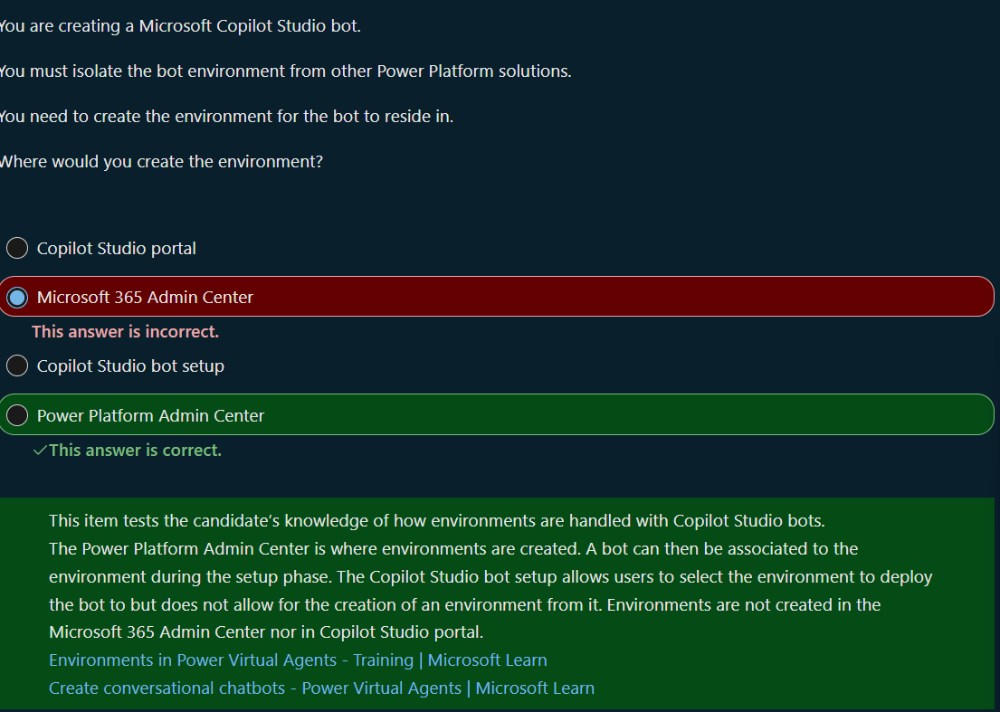 You are creating a Microsoft Copilot Studio bot.
You must isolate the bot environment from other Power Platform solutions.
You need to create the environment for the bot to reside in.
Where would you create the environment?
Copilot Studio portal
Microsoft 365 Admin Center
This answer is incorrect.
Copilot Studio bot setup
Power Platform Admin Center
✓This answer is correct.
This item tests the candidate’s knowledge of how environments are handled with Copilot Studio bots.
The Power Platform Admin Center is where environments are created. A bot can then be associated to the
environment during the setup phase. The Copilot Studio bot setup allows users to select the environment to deploy
the bot to but does not allow for the creation of an environment from it. Environments are not created in the
Microsoft 365 Admin Center nor in Copilot Studio portal.
Environments in Power Virtual Agents - Training | Microsoft Learn
Create conversational chatbots - Power Virtual Agents | Microsoft Learn